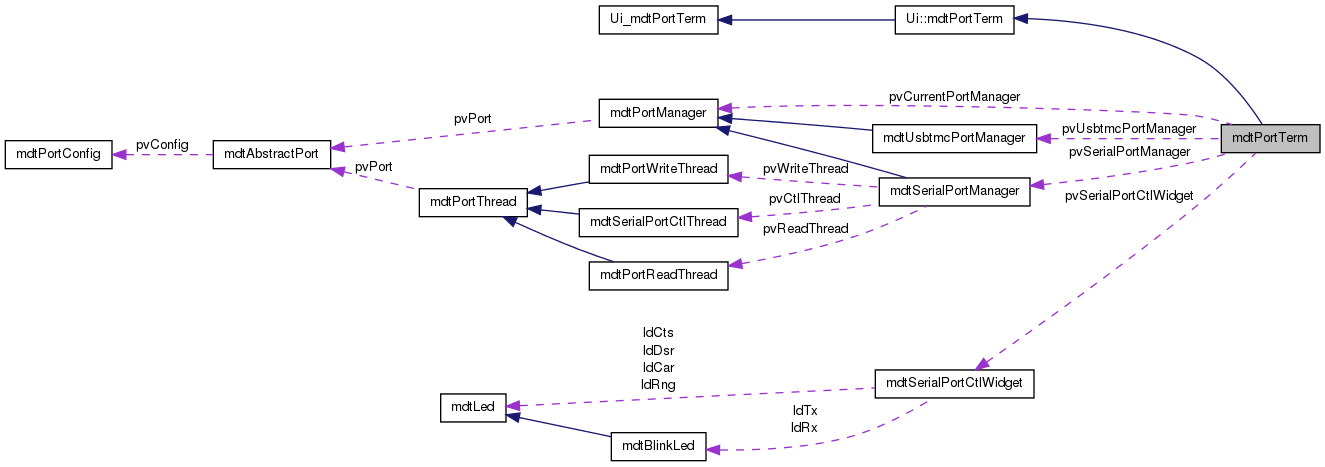 Ui_mdtPortTerm
Ui::mdtPortTerm
pvCurrentPortManager
mdtPortManager
pvPort
pvUsbtmcPortManager
mdtUsbtmcPortManager
mdtPortTerm
pvConfig
mdtPortConfig
mdtAbstractPort
pvSerialPortManager
pvPort
mdtPortWriteThread
pvWriteThread
mdtSerialPortManager
pvSerialPortCtlWidget
mdtPortThread
pvCtlThread
mdtSerialPortCtlThread
pvReadThread
mdtPortReadThread
ldCts
ldDsr
ldCar
ldRng
mdtSerialPortCtlWidget
mdtLed
ldTx
ldRx
mdtBlinkLed